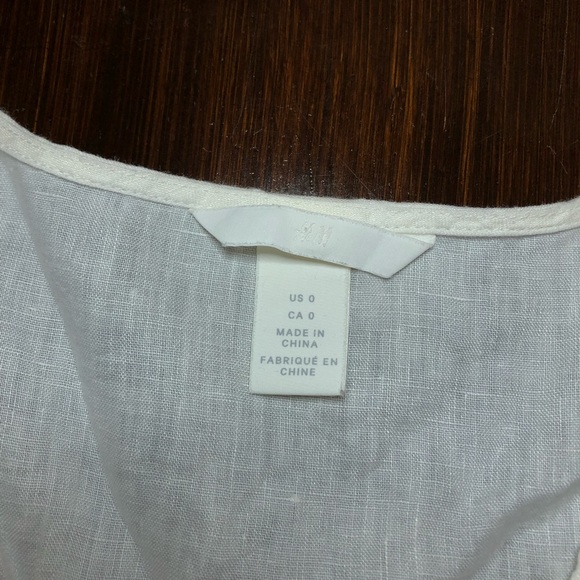 US 0
CA 0
MADE IN
CHINA
FABRIQUÉ EN
CHINE